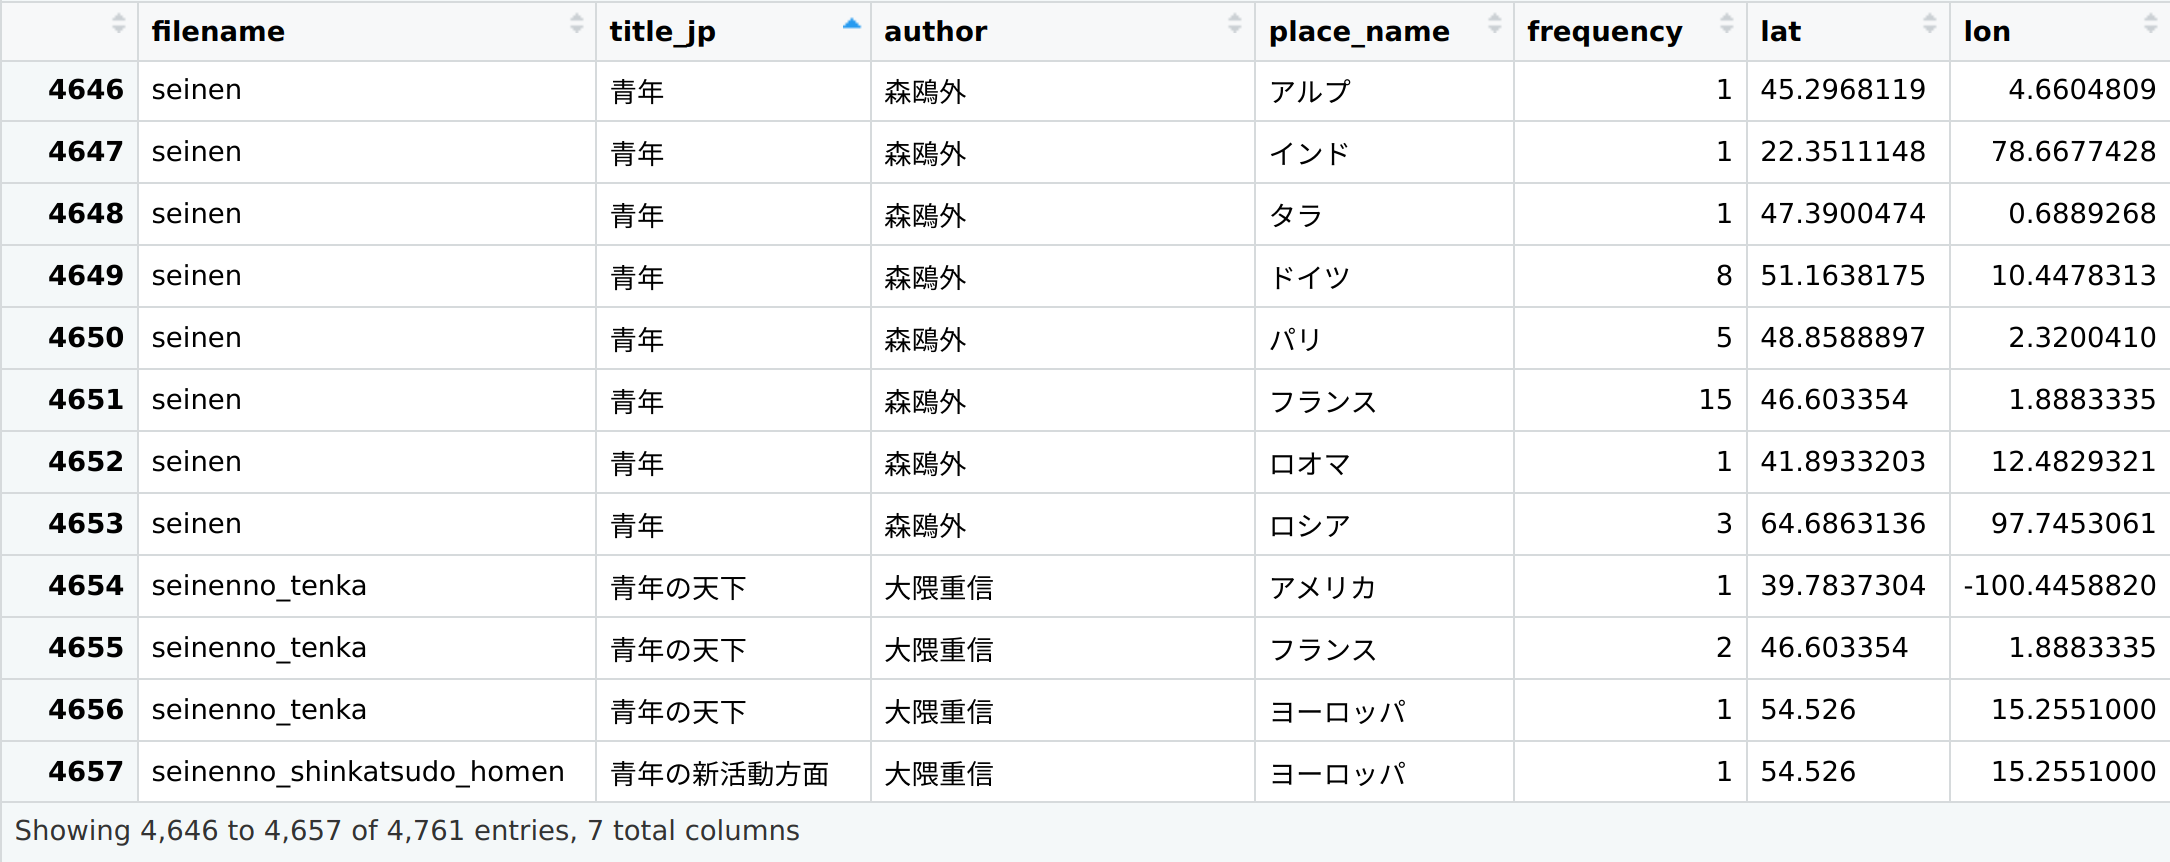 filename title_jp author place_name frequency lat lon
4646 seinen 青年 森鴎外 アルプ 1 45.2968119 4.6604809
4647 seinen 青年 森鴎外 インド 1 22.3511148 78.6677428
4648 seinen 青年 森鴎外 タラ 1 47.3900474 0.6889268
4649 seinen 青年 森鴎外 ドイツ 8 51.1638175 10.4478313
4650 seinen 青年 森鴎外 パリ 5 48.8588897 2.3200410
4651 seinen 青年 森鴎外 フランス 15 46.603354 1.8883335
4652 seinen 青年 森鴎外 ロオマ 1 41.8933203 12.4829321
4653 seinen 青年 森鴎外 ロシア 3 64.6863136 97.7453061
4654 seinenno_tenka 青年の天下 大隈重信 アメリカ 1 39.7837304 -100.4458820
4655 seinenno_tenka 青年の天下 大隈重信 フランス 2 46.603354 1.8883335
4656 seinenno_tenka 青年の天下 大隈重信 ヨーロッパ 1 54.526 15.2551000
4657 seinenno_shinkatsudo_homen 青年の新活動方面 大隈重信 ヨーロッパ 1 54.526 15.2551000
Showing 4,646 to 4,657 of 4,761 entries, 7 total columns